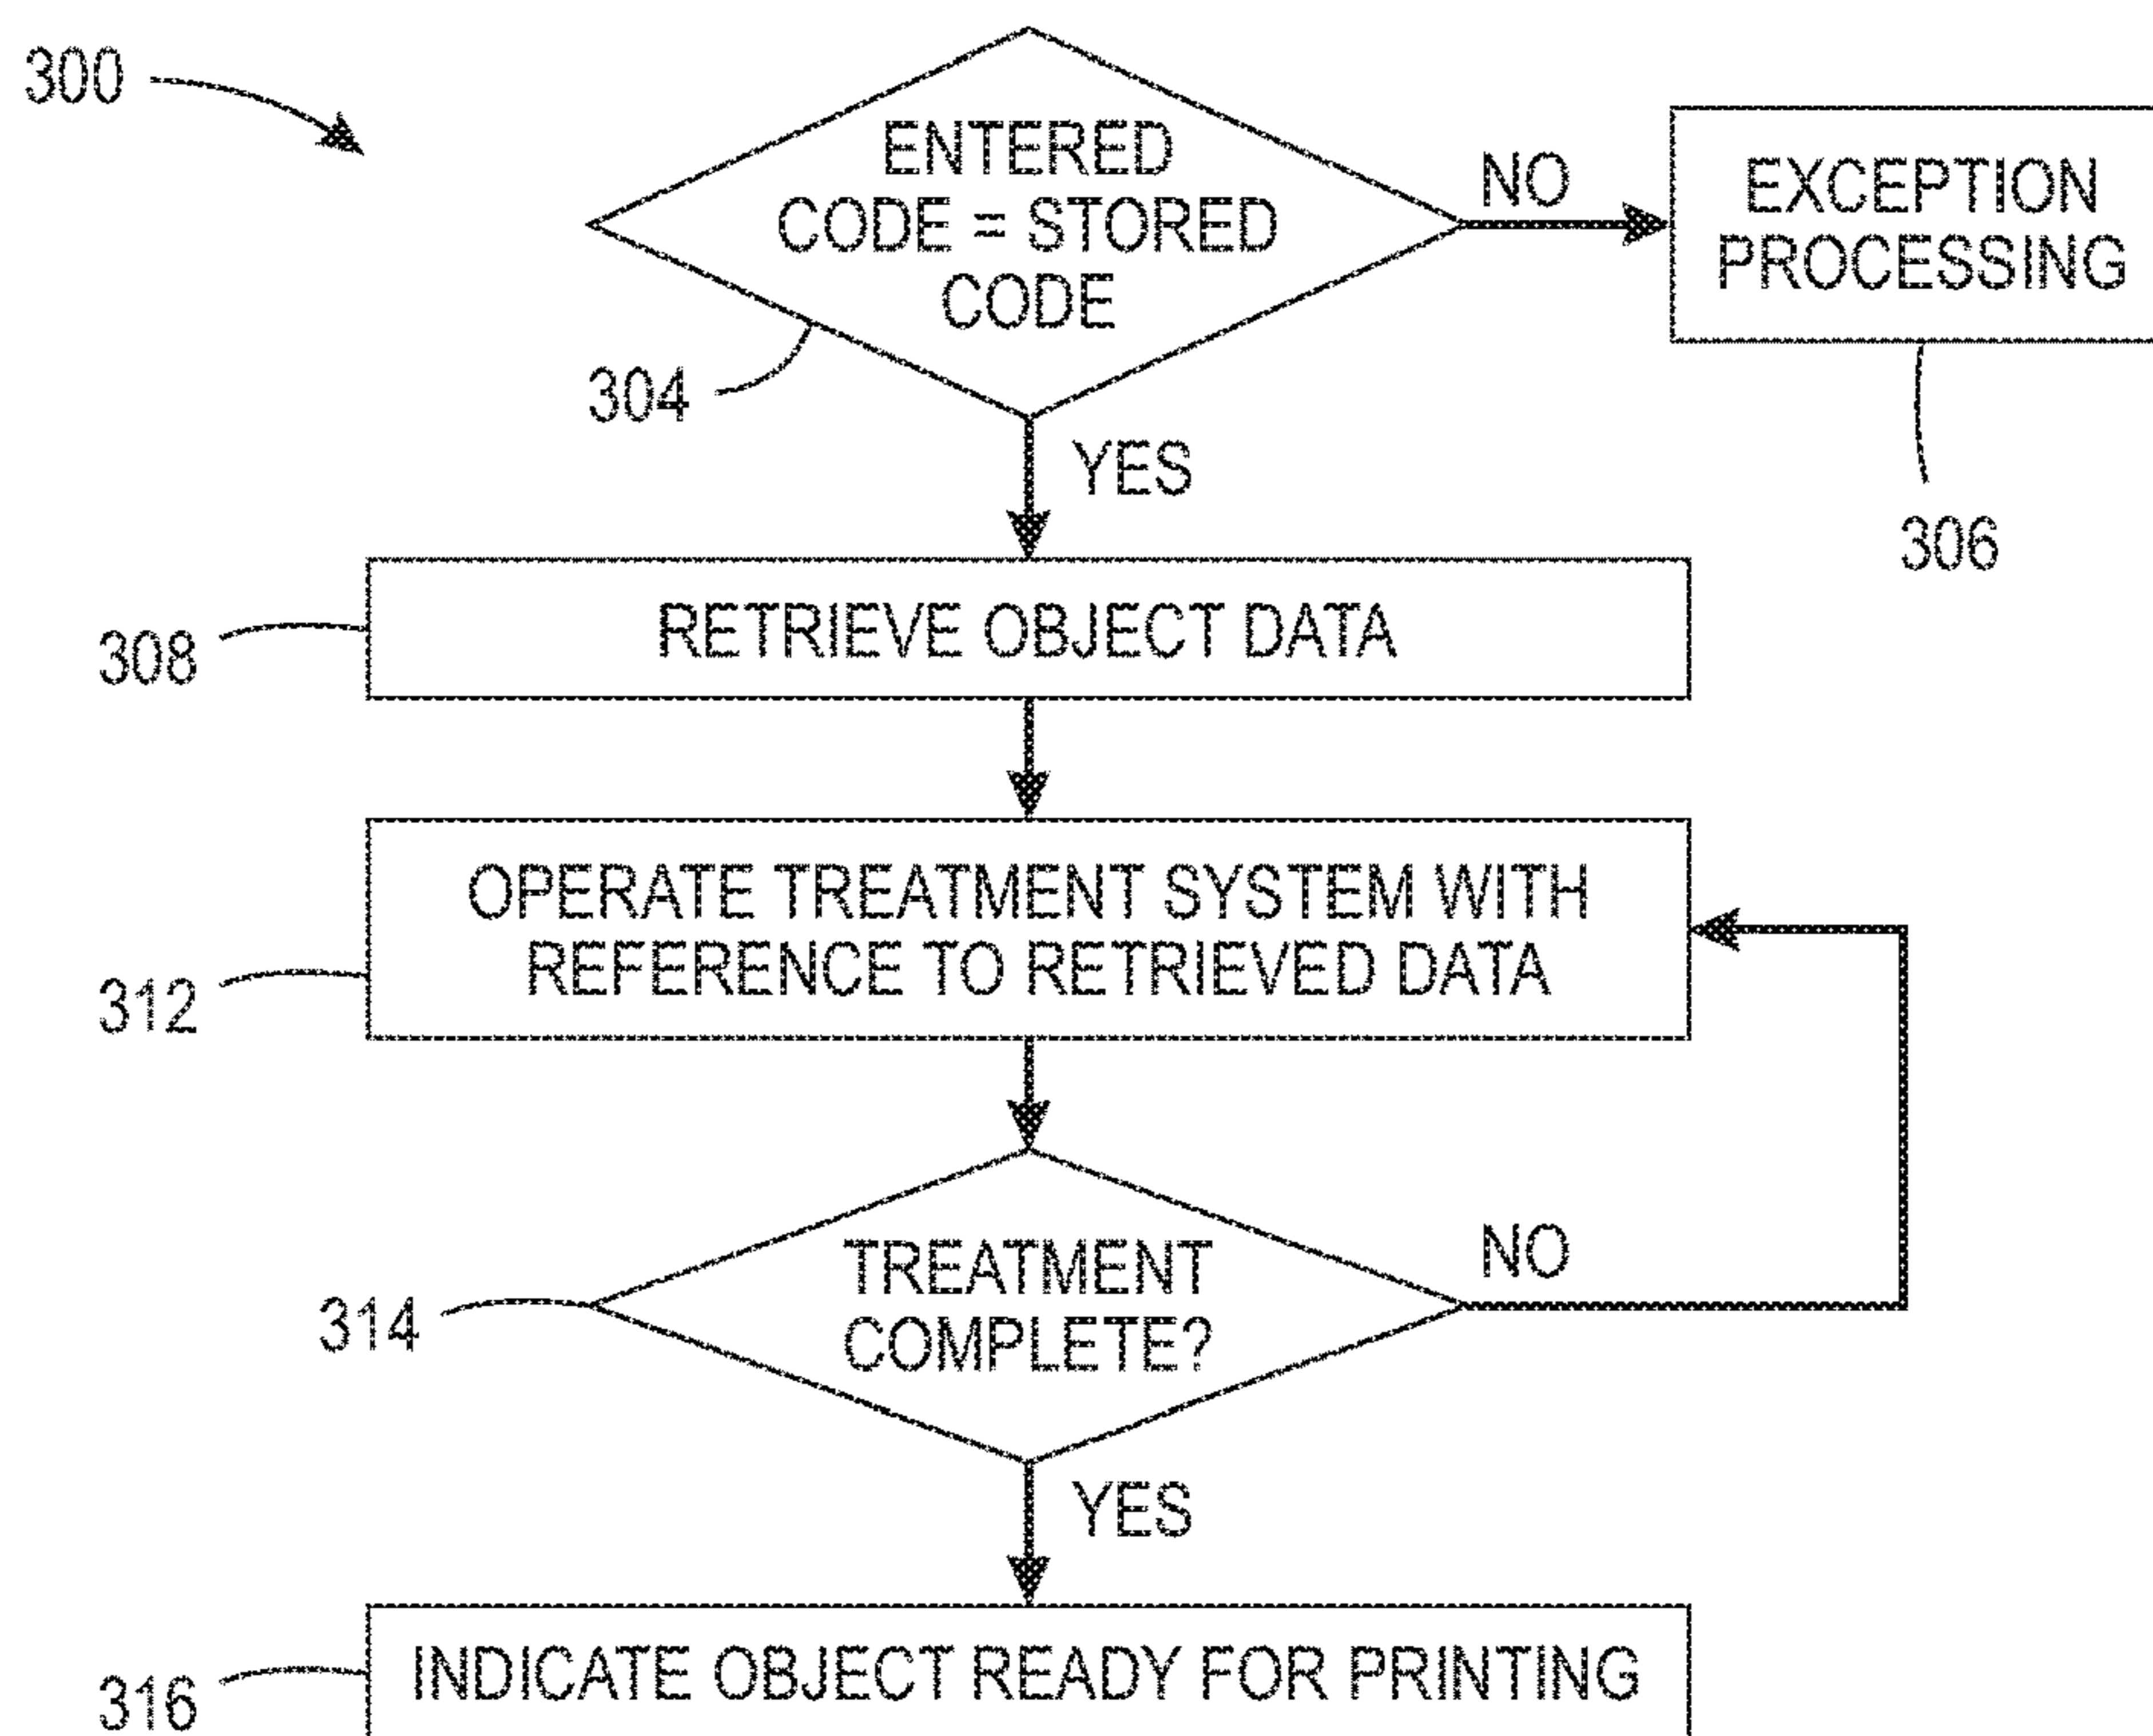 300
ENTERED
CODE = STORED
CODE
NO
EXCEPTION
PROCESSING
304
306
YES
RETRIEVE OBJECT DATA
308
OPERATE TREATMENT SYSTEM WITH
REFERENCE TO RETRIEVED DATA
312
TREATMENT
COMPLETE?
NO
314
YES
INDICATE OBJECT READY FOR PRINTING
316